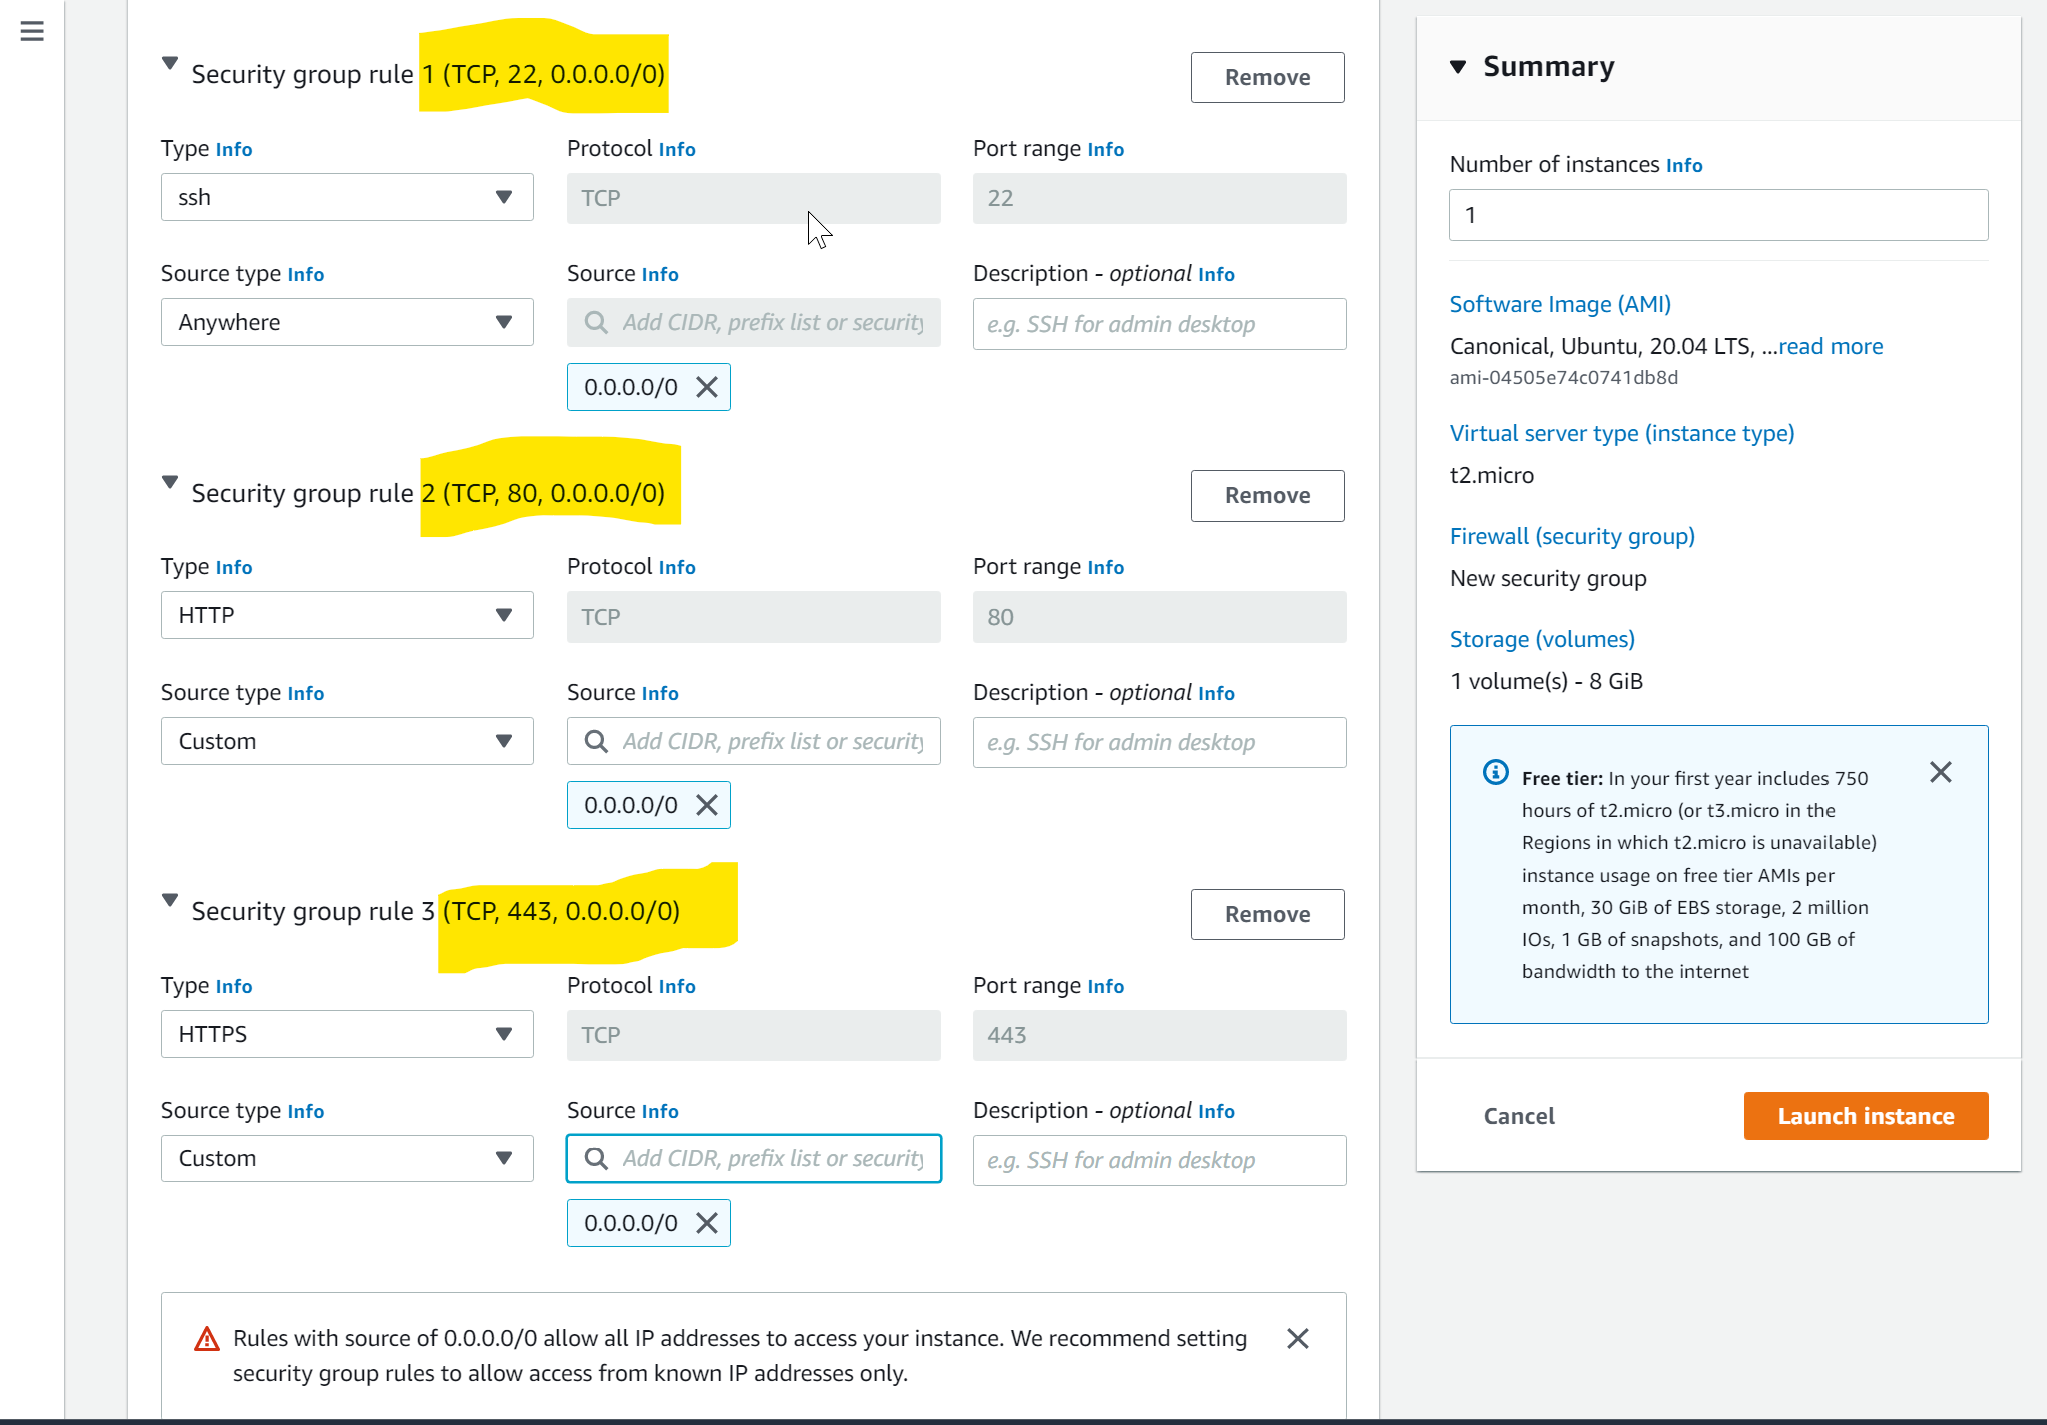 Security group rule 1 (TCP, 22, 0.0.0.0/0)
Remove
Type Info
Protocol Info
Port range Info
ssh
TCP
22
Source type Info
Source Info
Description - optional Info
Anywhere
Add CIDR, prefix list or security
e.g. SSH for admin desktop
0.0.0.0/0
Security group rule 2 (TCP, 80, 0.0.0.0/0)
Remove
Type Info
Protocol Info
Port range Info
HTTP
TCP
80
Source type Info
Source Info
Description - optional Info
Custom
Add CIDR, prefix list or security
e.g. SSH for admin desktop
0.0.0.0/0
Security group rule 3 (TCP, 443, 0.0.0.0/0)
Remove
Type Info
Protocol Info
Port range Info
HTTPS
TCP
443
Source type Info
Source Info
Description - optional Info
Custom
Add CIDR, prefix list or security
e.g. SSH for admin desktop
0.0.0.0/0
Rules with source of 0.0.0.0/0 allow all IP addresses to access your instance. We recommend setting
security group rules to allow access from known IP addresses only.
Summary
Number of instances Info
1
Software Image (AMI)
Canonical, Ubuntu, 20.04 LTS, ...read more
ami-04505e74c0741db8d
Virtual server type (instance type)
t2.micro
Firewall (security group)
New security group
Storage (volumes)
1 volume(s) - 8 GiB
Free tier: In your first year includes 750
hours of t2.micro (or t3.micro in the
Regions in which t2.micro is unavailable)
instance usage on free tier AMIs per
month, 30 GiB of EBS storage, 2 million
IOs, 1 GB of snapshots, and 100 GB of
bandwidth to the internet
Cancel
Launch instance